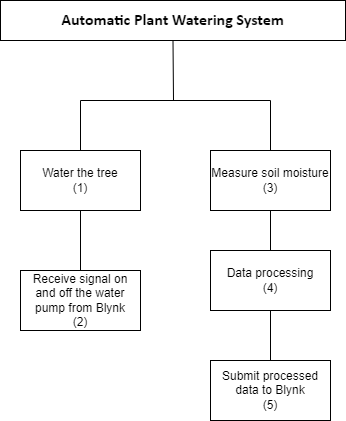 Automatic Plant Watering System
Water the tree
(1)
Measure soil moisture
(3)
Receive signal on
and off the water
pump from Blynk
(2)
Data processing
(4)
Submit processed
data to Blynk
(5)